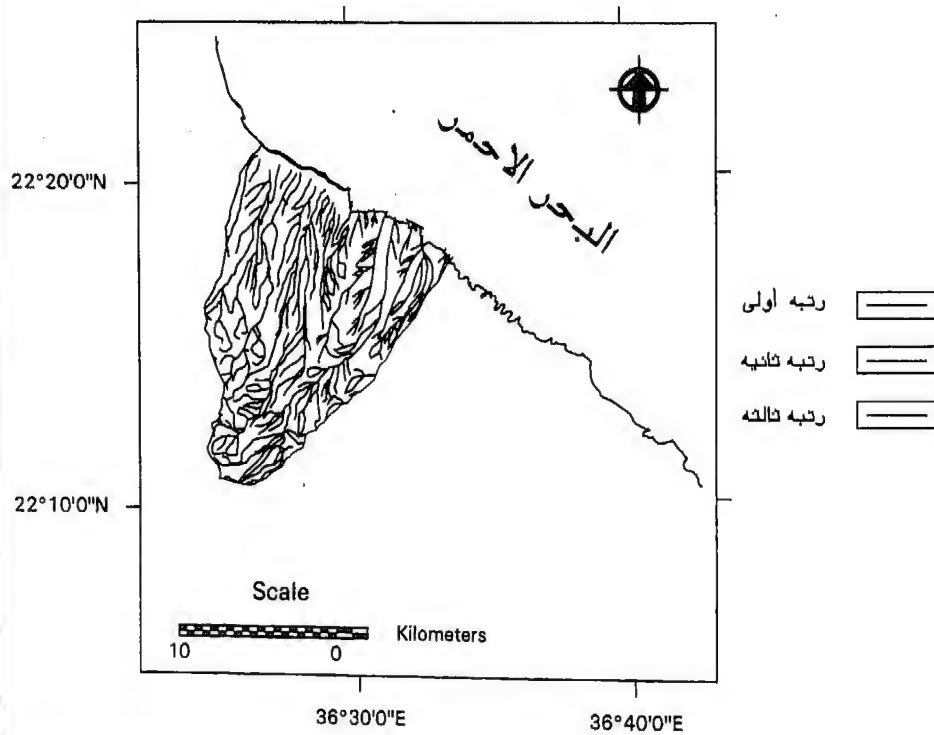 22°20'0"N
البحر الاحمر
رتبه أولى
رتبه ثانيه
رتبه ثالثه
22°10'0"N
Scale
Kilometers
10 0
36°30'0"E 36°40'0"E